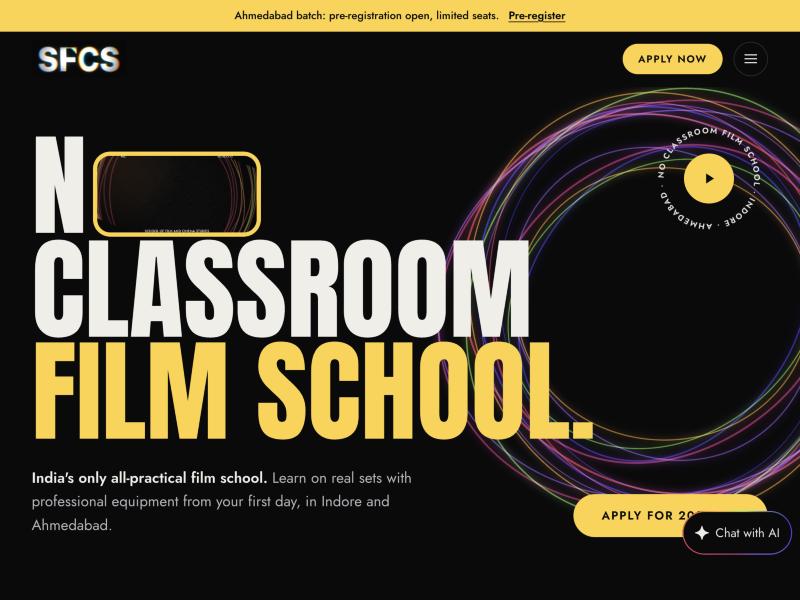 Ahmedabad batch: pre-registration open, limited seats. Pre-register
SFCS
APPLY NOW
NO CLASSROOM FILM SCHOOL · INDORE · AHMEDABAD ·
N
CLASSROOM
FILM SCHOOL.
India's only all-practical film school. Learn on real sets with
professional equipment from your first day, in Indore and
Ahmedabad.
APPLY FOR
Chat with AI